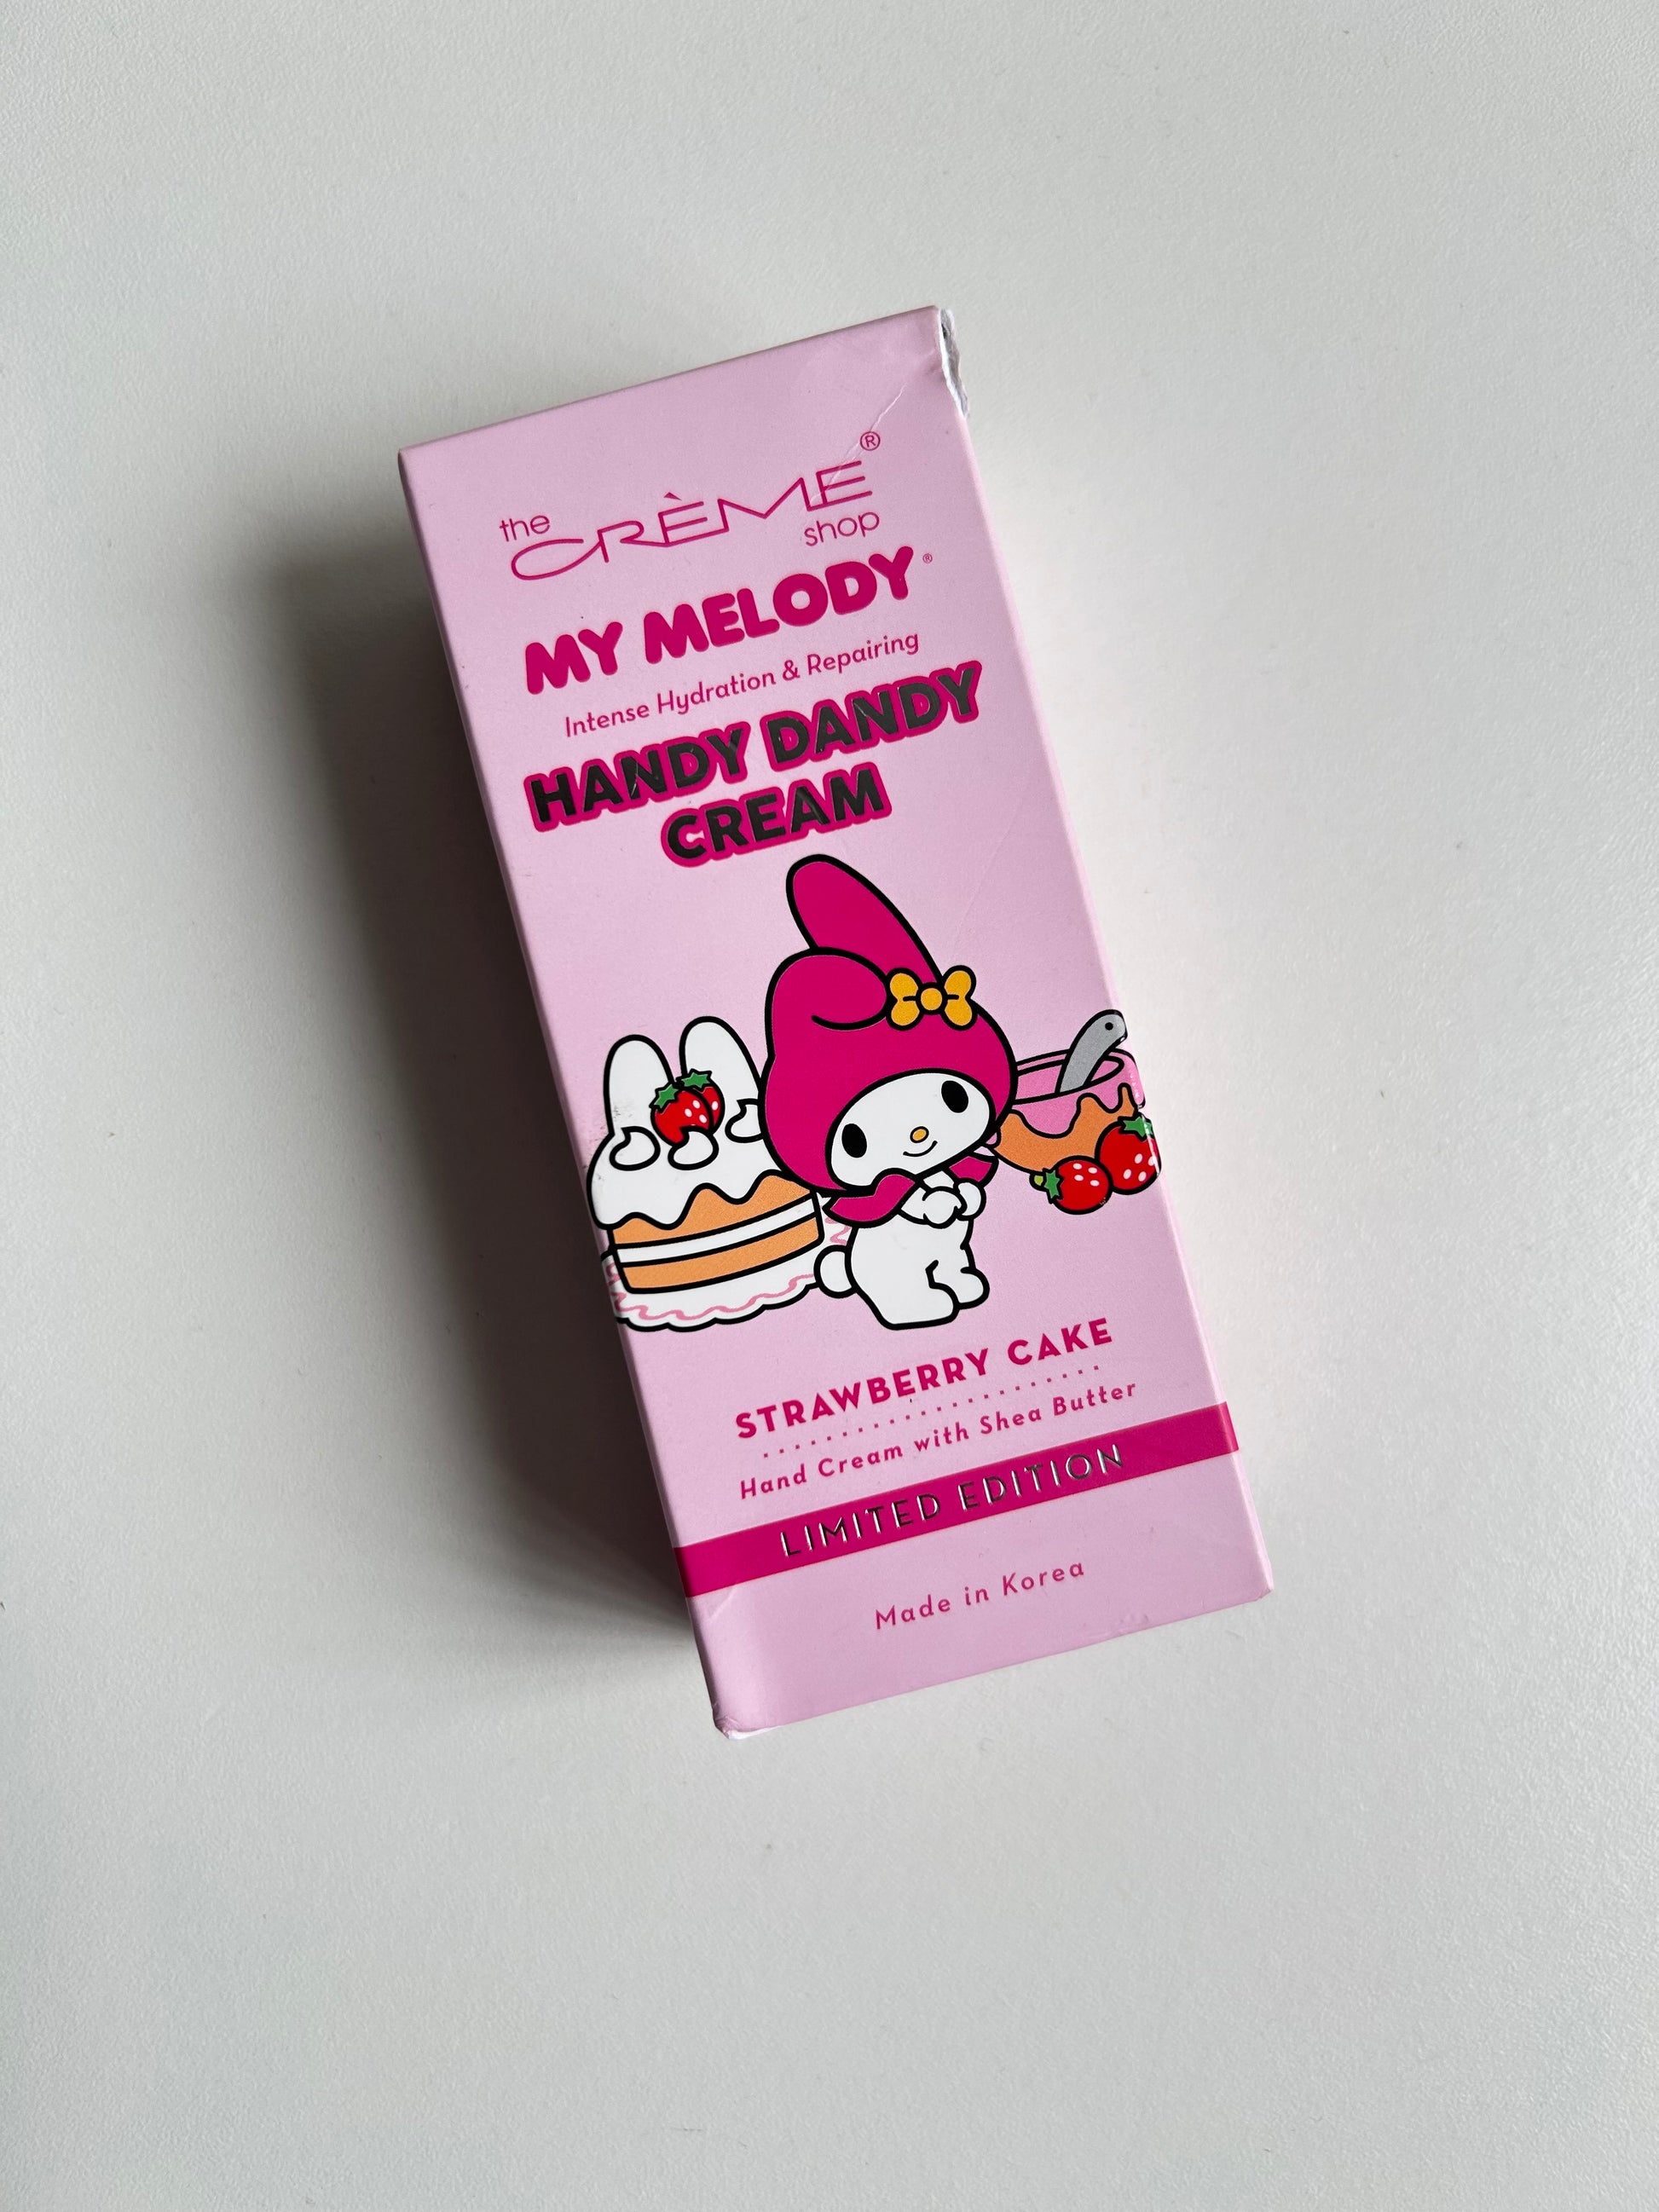 the CRÈME shop®
MY MELODY®
Intense Hydration & Repairing
HANDY DANDY
CREAM
STRAWBERRY CAKE
Hand Cream with Shea Butter
LIMITED EDITION
Made in Korea